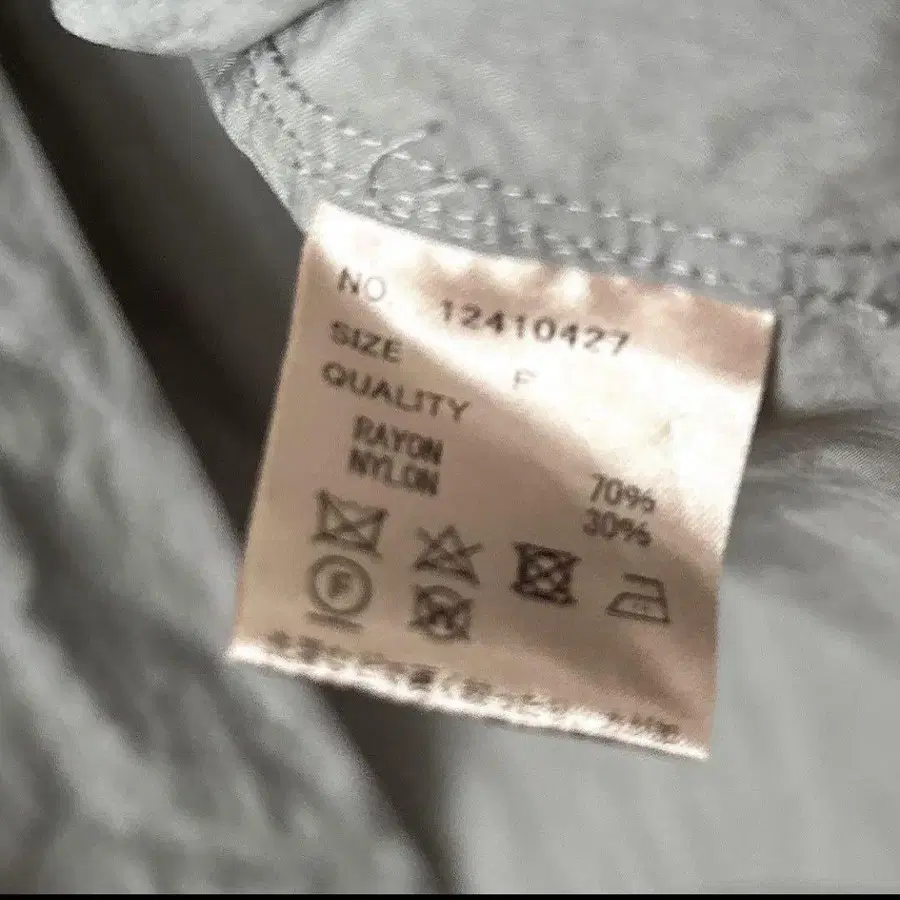 NO. 12410427
SIZE F
QUALITY
RAYON 70%
NYLON 30%
F